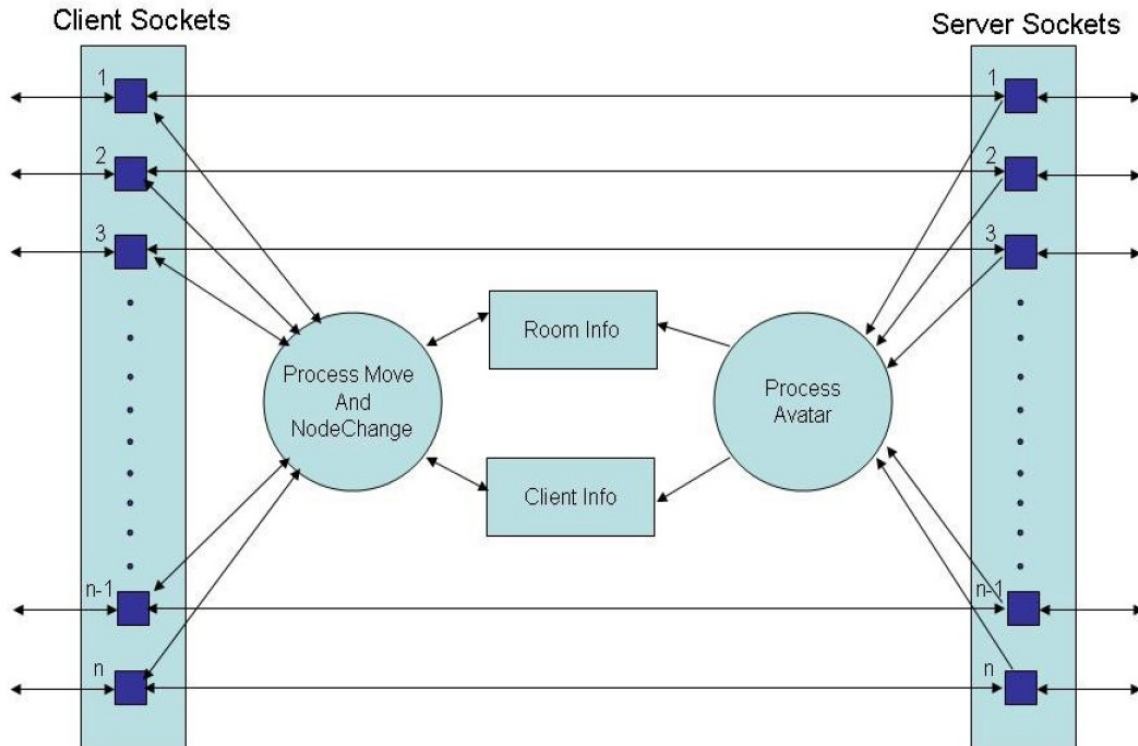 Client Sockets
Server Sockets
1
1
2
2
3
3
Room Info
Process Move
And
NodeChange
Process
Avatar
Client Info
n-1
n-1
n
n